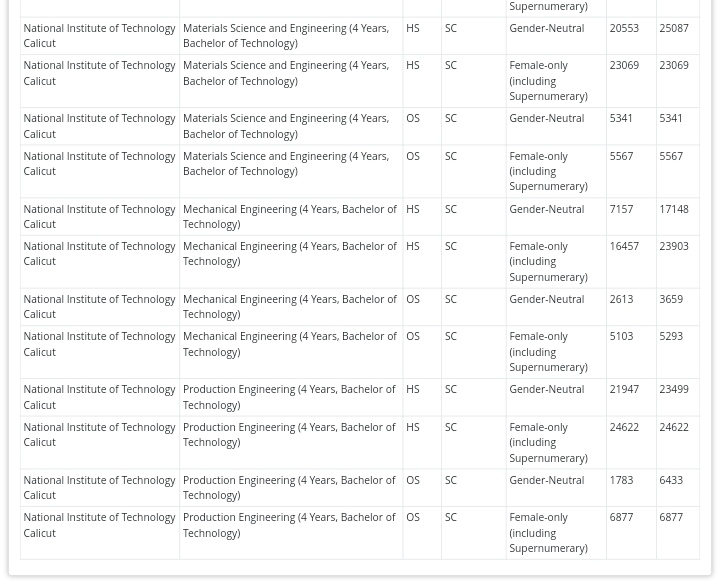 Supernumerary)
National Institute of Technology Materials Science and Engineering (4 Years, HS SC Gender-Neutral 20553 25087
Calicut Bachelor of Technology)
National Institute of Technology Materials Science and Engineering (4 Years, HS SC Female-only 23069 23069
Calicut Bachelor of Technology) (including
Supernumerary)
National Institute of Technology Materials Science and Engineering (4 Years, OS SC Gender-Neutral 5341 5341
Calicut Bachelor of Technology)
National Institute of Technology Materials Science and Engineering (4 Years, OS SC Female-only 5567 5567
Calicut Bachelor of Technology) (including
Supernumerary)
National Institute of Technology Mechanical Engineering (4 Years, Bachelor of HS SC Gender-Neutral 7157 17148
Calicut Technology)
National Institute of Technology Mechanical Engineering (4 Years, Bachelor of HS SC Female-only 16457 23903
Calicut Technology) (including
Supernumerary)
National Institute of Technology Mechanical Engineering (4 Years, Bachelor of OS SC Gender-Neutral 2613 3659
Calicut Technology)
National Institute of Technology Mechanical Engineering (4 Years, Bachelor of OS SC Female-only 5103 5293
Calicut Technology) (including
Supernumerary)
National Institute of Technology Production Engineering (4 Years, Bachelor of HS SC Gender-Neutral 21947 23499
Calicut Technology)
National Institute of Technology Production Engineering (4 Years, Bachelor of HS SC Female-only 24622 24622
Calicut Technology) (including
Supernumerary)
National Institute of Technology Production Engineering (4 Years, Bachelor of OS SC Gender-Neutral 1783 6433
Calicut Technology)
National Institute of Technology Production Engineering (4 Years, Bachelor of OS SC Female-only 6877 6877
Calicut Technology) (including
Supernumerary)